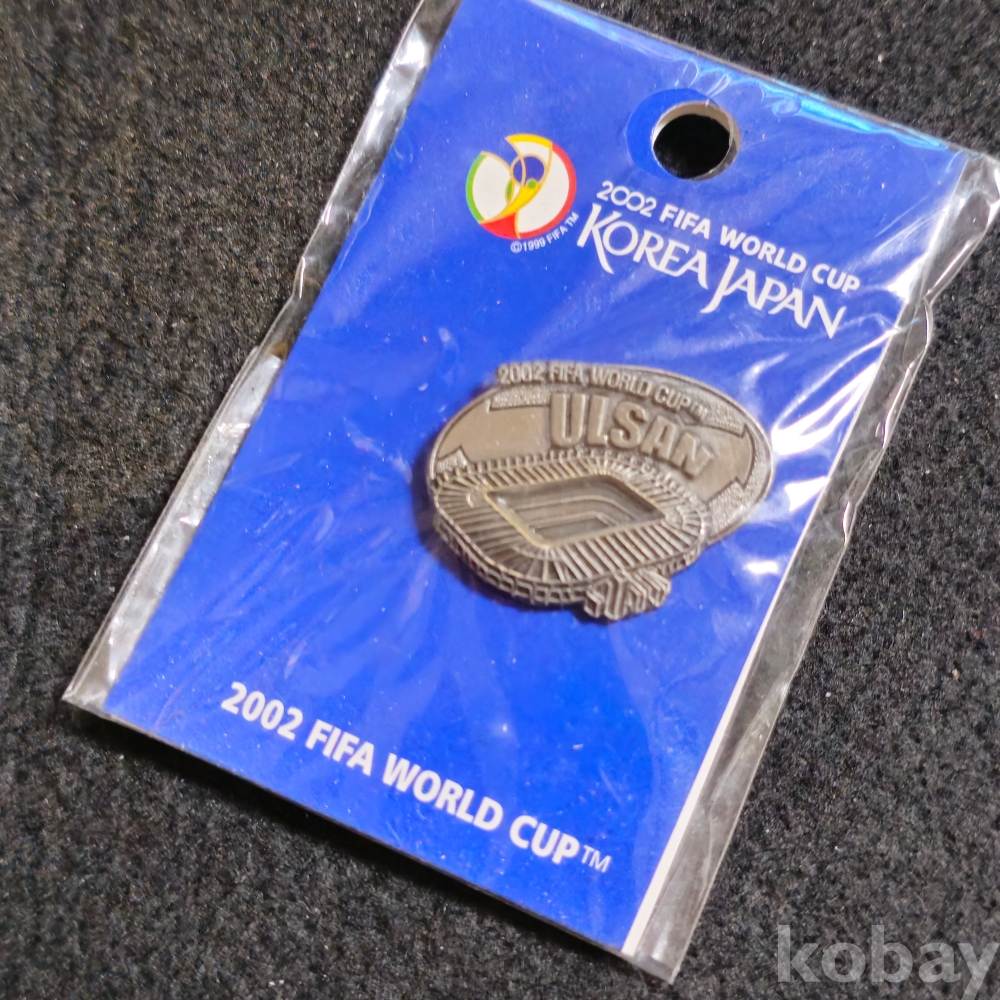 ©1999 FIFA TM
2002 FIFA WORLD CUP
KOREA JAPAN
2002 FIFA WORLD CUP TM
ULSAN
2002 FIFA WORLD CUP™
kobay